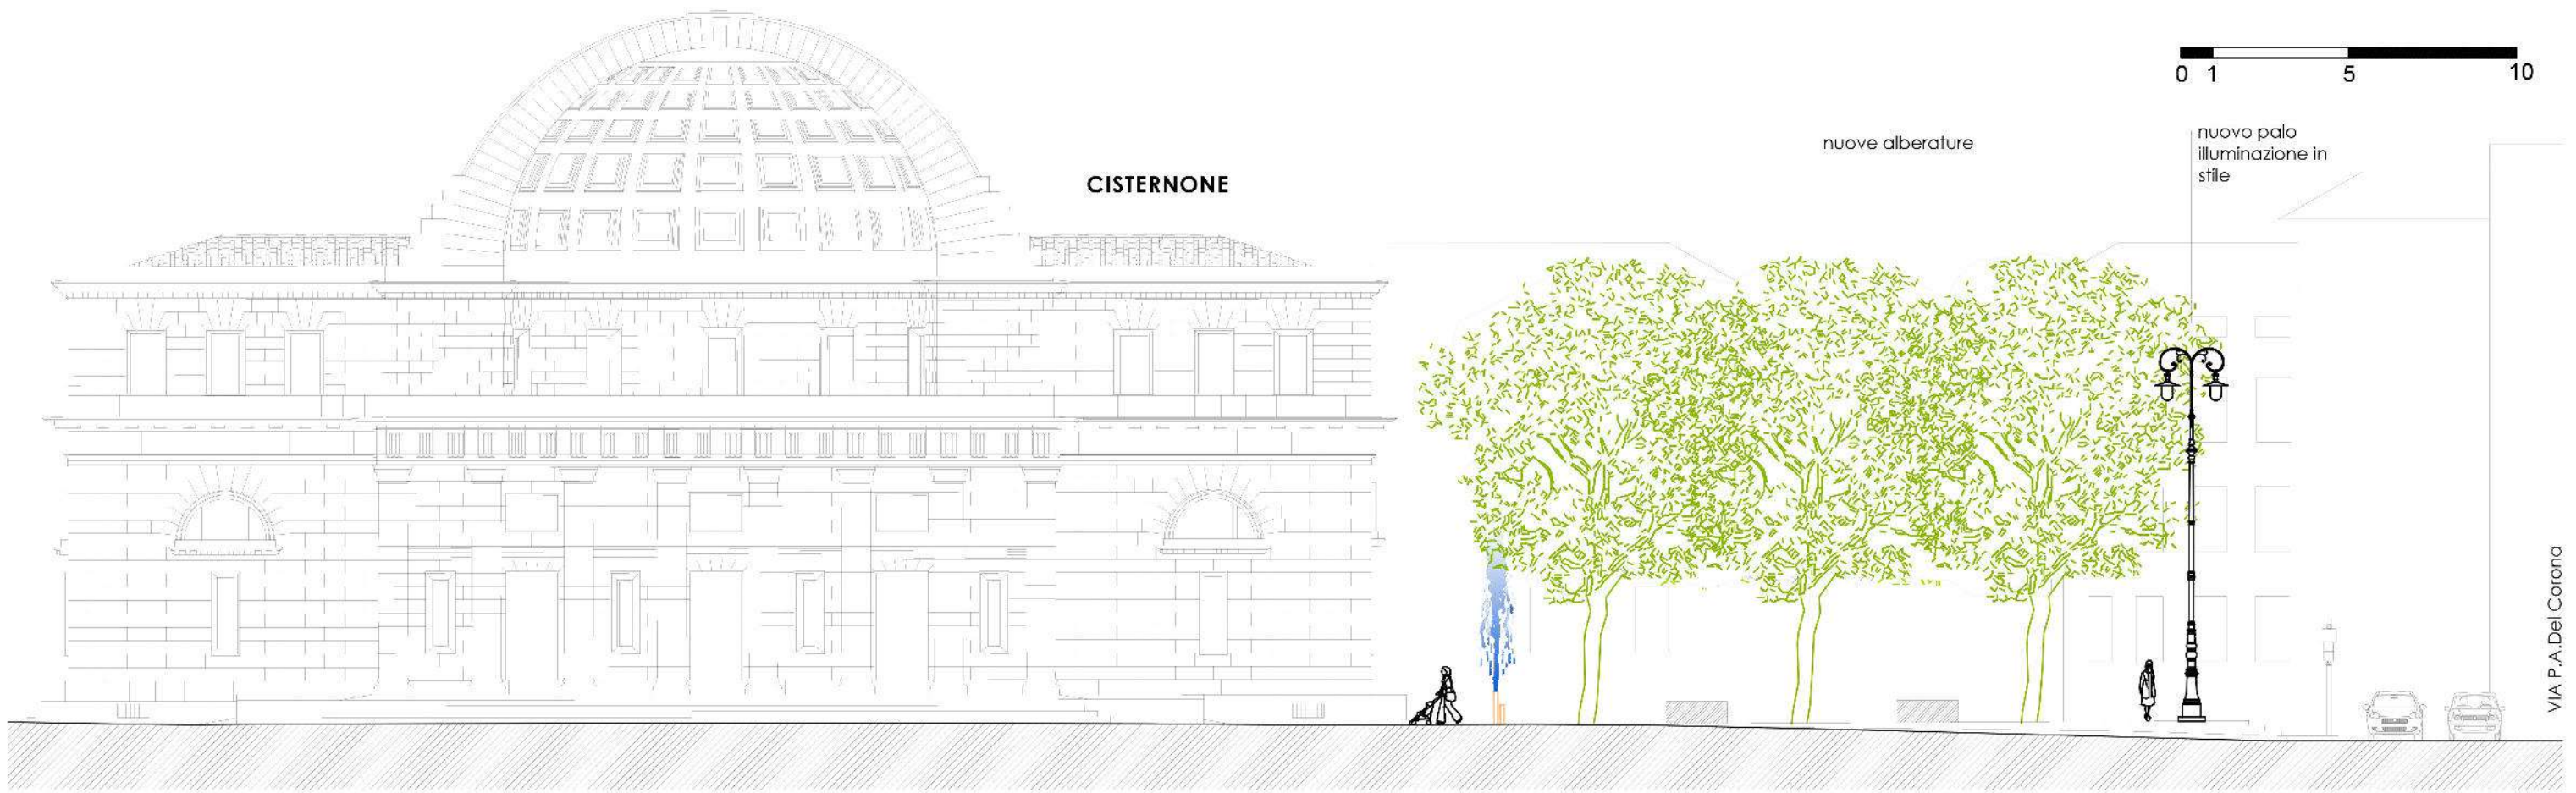 0 1 5 10
nuovo palo
illuminazione in
stile
nuove alberature
CISTERNONE
VIA P.A.Del Corona